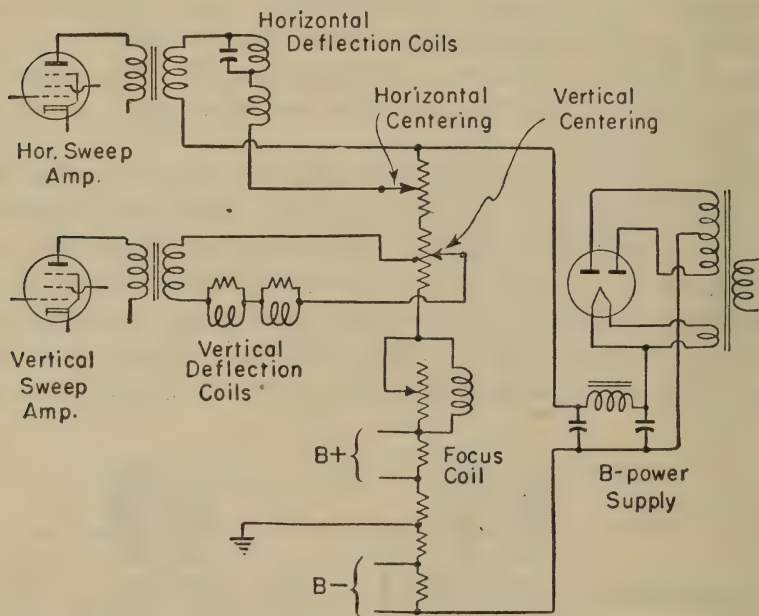 Horizontal
Deflection Coils
Horizontal
Centering
Vertical
Centering
Hor. Sweep
Amp.
Vertical
Sweep
Amp.
Vertical
Deflection
Coils
B+
Focus
Coil
B-power
Supply
B-